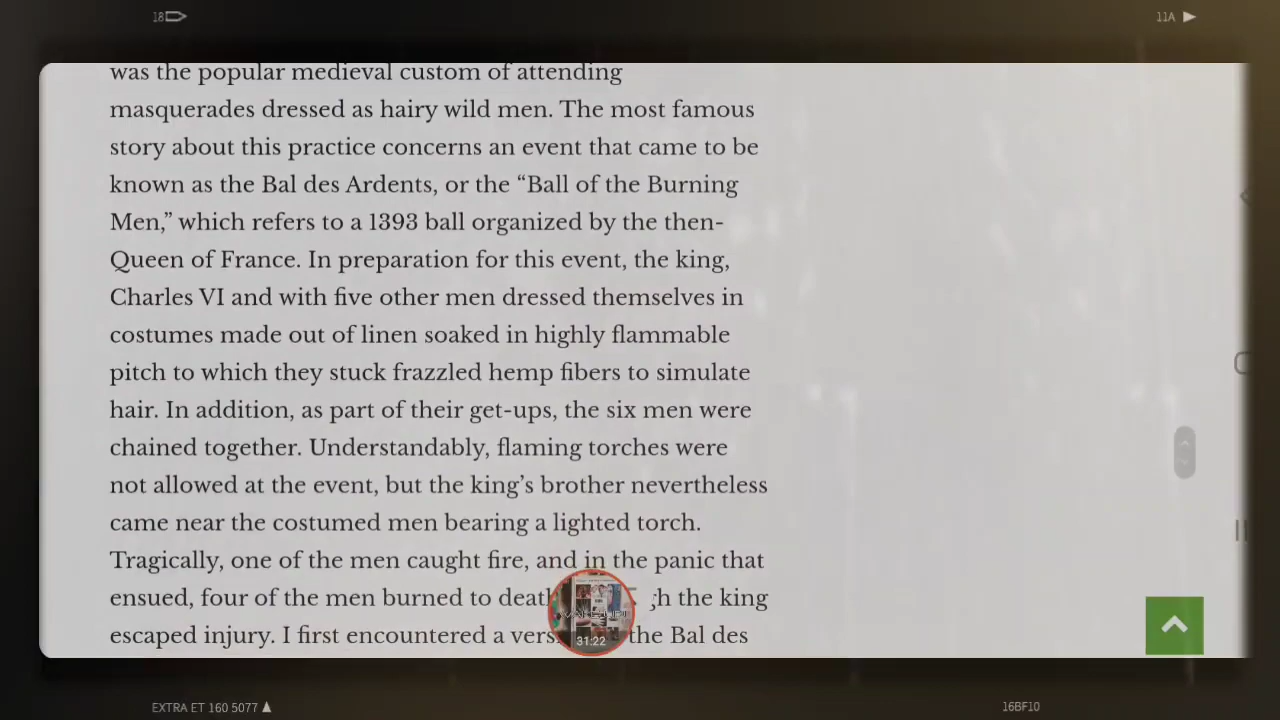 18
11A
was the popular medieval custom of attending
masquerades dressed as hairy wild men. The most famous
story about this practice concerns an event that came to be
known as the Bal des Ardents, or the “Ball of the Burning
Men,” which refers to a 1393 ball organized by the then-
Queen of France. In preparation for this event, the king,
Charles VI and with five other men dressed themselves in
costumes made out of linen soaked in highly flammable
pitch to which they stuck frazzled hemp fibers to simulate
hair. In addition, as part of their get-ups, the six men were
chained together. Understandably, flaming torches were
not allowed at the event, but the king’s brother nevertheless
came near the costumed men bearing a lighted torch.
Tragically, one of the men caught fire, and in the panic that
ensued, four of the men burned to death the king
escaped injury. I first encountered a the Bal des
31:22
EXTRA ET 160 5077
16BF10